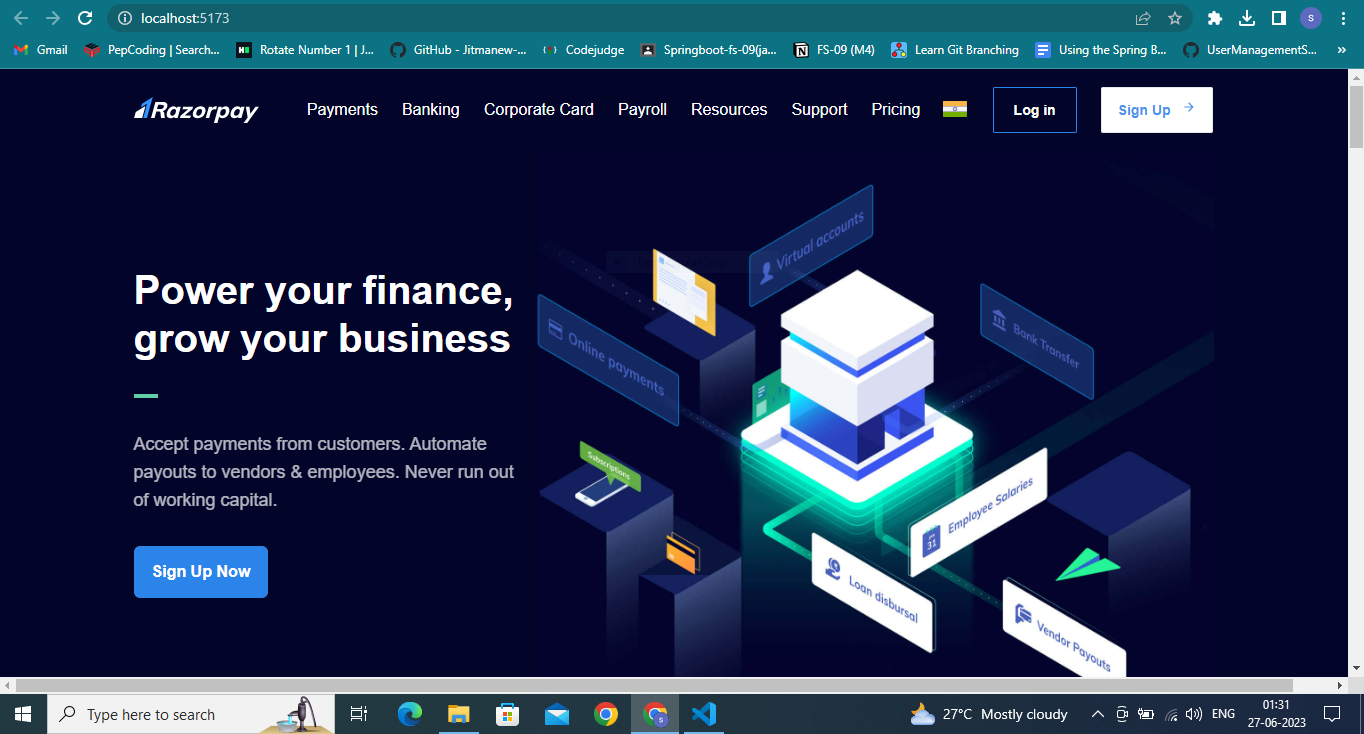 localhost:5173
Gmail
PepCoding | Search...
Rotate Number 1 | J...
GitHub - Jitmanew-...
Codejudge
Springboot-fs-09(ja...
FS-09 (M4)
Learn Git Branching
Using the Spring B...
UserManagementS...
»
Razorpay
Payments
Banking
Corporate Card
Payroll
Resources
Support
Pricing
Log in
Sign Up
Power your finance,
grow your business
Accept payments from customers. Automate
payouts to vendors & employees. Never run out
of working capital.
Sign Up Now
Virtual accounts
Online payments
Bank Transfer
Subscriptions
31
Employee Salaries
Loan disbursal
Vendor Payouts
Type here to search
27°C Mostly cloudy
ENG
01:31
27-06-2023